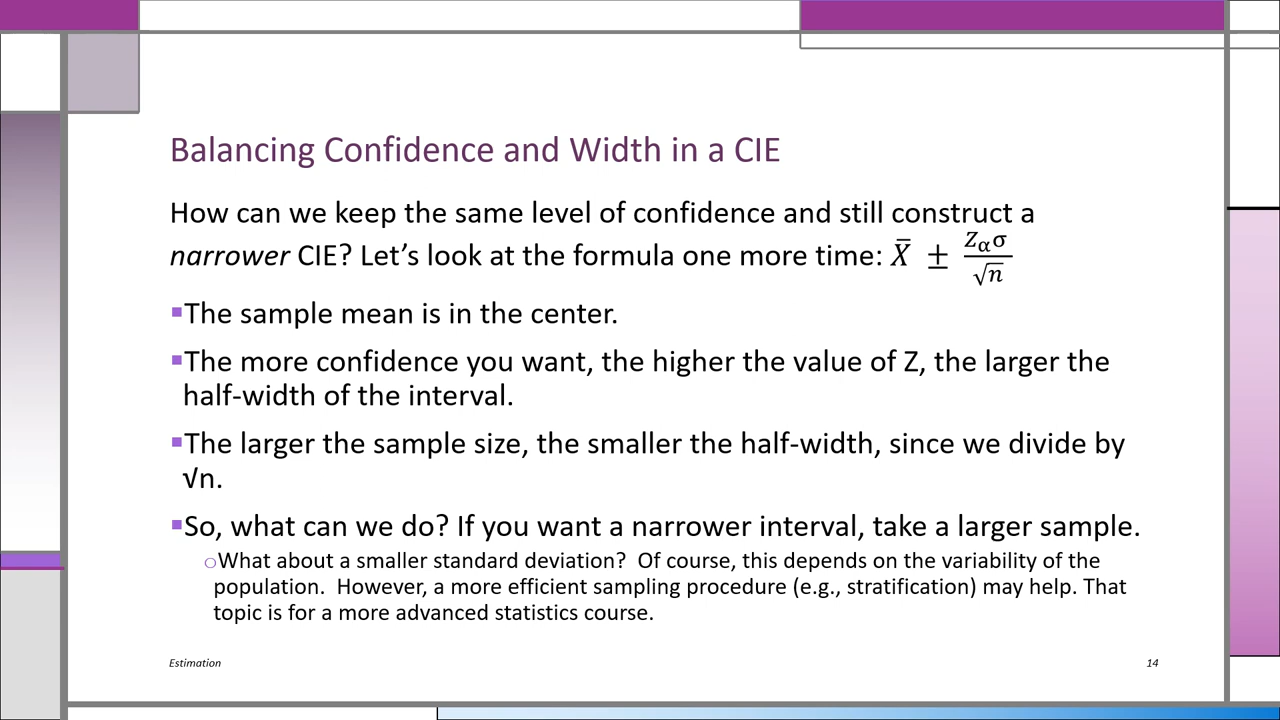 Balancing Confidence and Width in a CIE
How can we keep the same level of confidence and still construct a
narrower CIE? Let’s look at the formula one more time: X̄ ± Zασ/√n
▪The sample mean is in the center.
▪The more confidence you want, the higher the value of Z, the larger the
half-width of the interval.
▪The larger the sample size, the smaller the half-width, since we divide by
√n.
▪So, what can we do? If you want a narrower interval, take a larger sample.
○What about a smaller standard deviation?  Of course, this depends on the variability of the
population.  However, a more efficient sampling procedure (e.g., stratification) may help. That
topic is for a more advanced statistics course.
Estimation
14